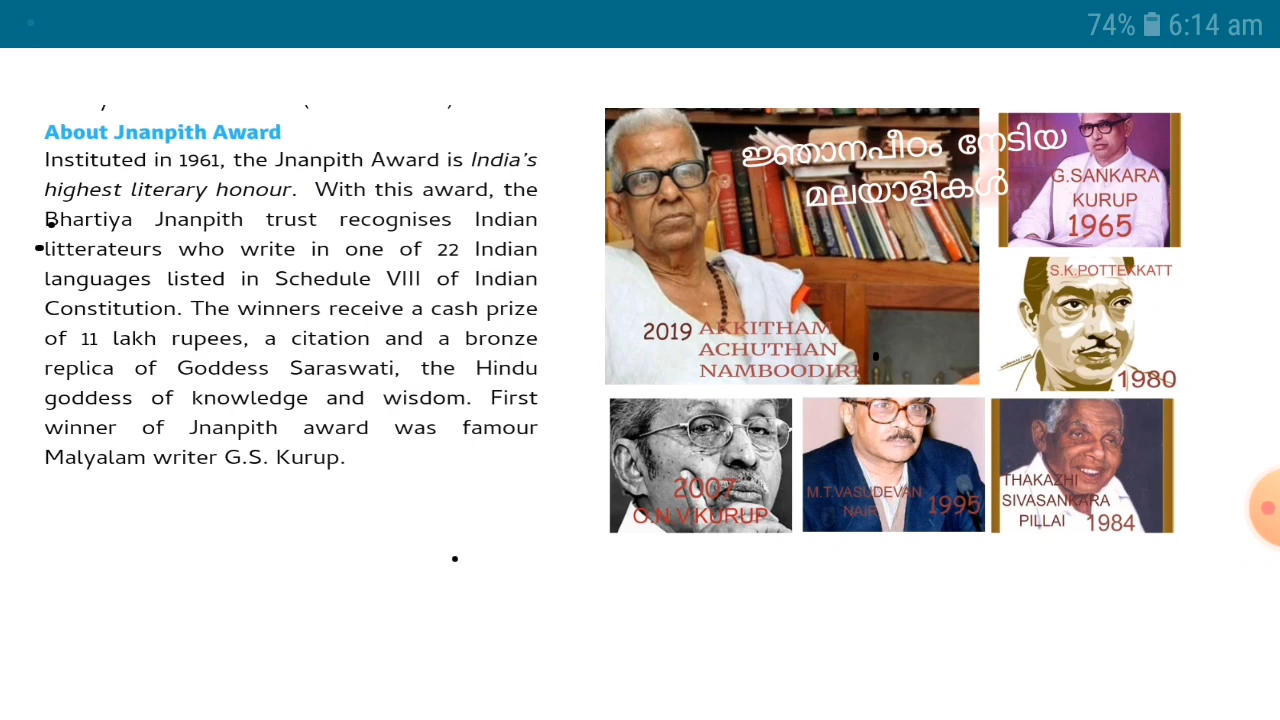 74% 6:14 am
About Jnanpith Award
Instituted in 1961, the Jnanpith Award is India's
highest literary honour. With this award, the
Bhartiya Jnanpith trust recognises Indian
litterateurs who write in one of 22 Indian
languages listed in Schedule VIII of Indian
Constitution. The winners receive a cash prize
of 11 lakh rupees, a citation and a bronze
replica of Goddess Saraswati, the Hindu
goddess of knowledge and wisdom. First
winner of Jnanpith award was famour
Malyalam writer G.S. Kurup.
ജ്ഞാനപീഠം നേടിയ
മലയാളികൾ
2019 AKKITHAM
ACHUTHAN
NAMBOODIRI
G.SANKARA
KURUP
1965
S.K.POTTEKKATT
1980
2007
O.N.V.KURUP
M.T.VASUDEVAN
NAIR 1995
THAKAZHI
SIVASANKARA
PILLAI 1984